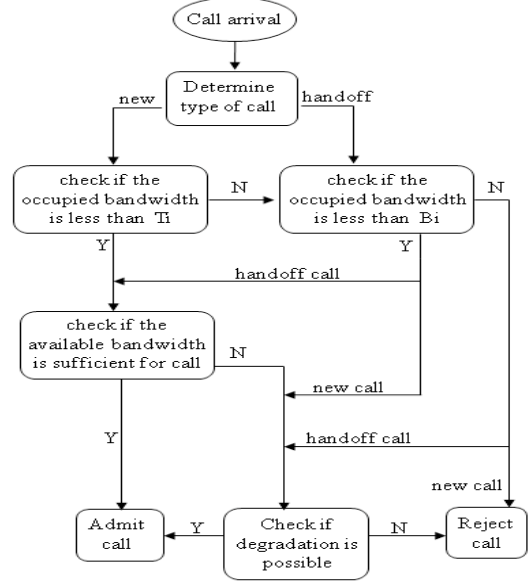 Call arrival
Determine
type of call
new
handoff
check if the
occupied bandwidth
is less than Ti
N
check if the
occupied bandwidth
is less than Bi
N
Y
Y
handoff call
check if the
available bandwidth
is sufficient for call
N
new call
Y
handoff call
new call
Admit
call
Y
Check if
degradation is
possible
N
Reject
call